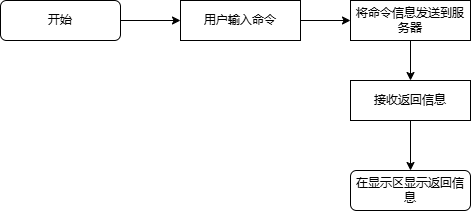 开始
用户输入命令
将命令信息发送到服
务器
接收返回信息
在显示区显示返回信
息